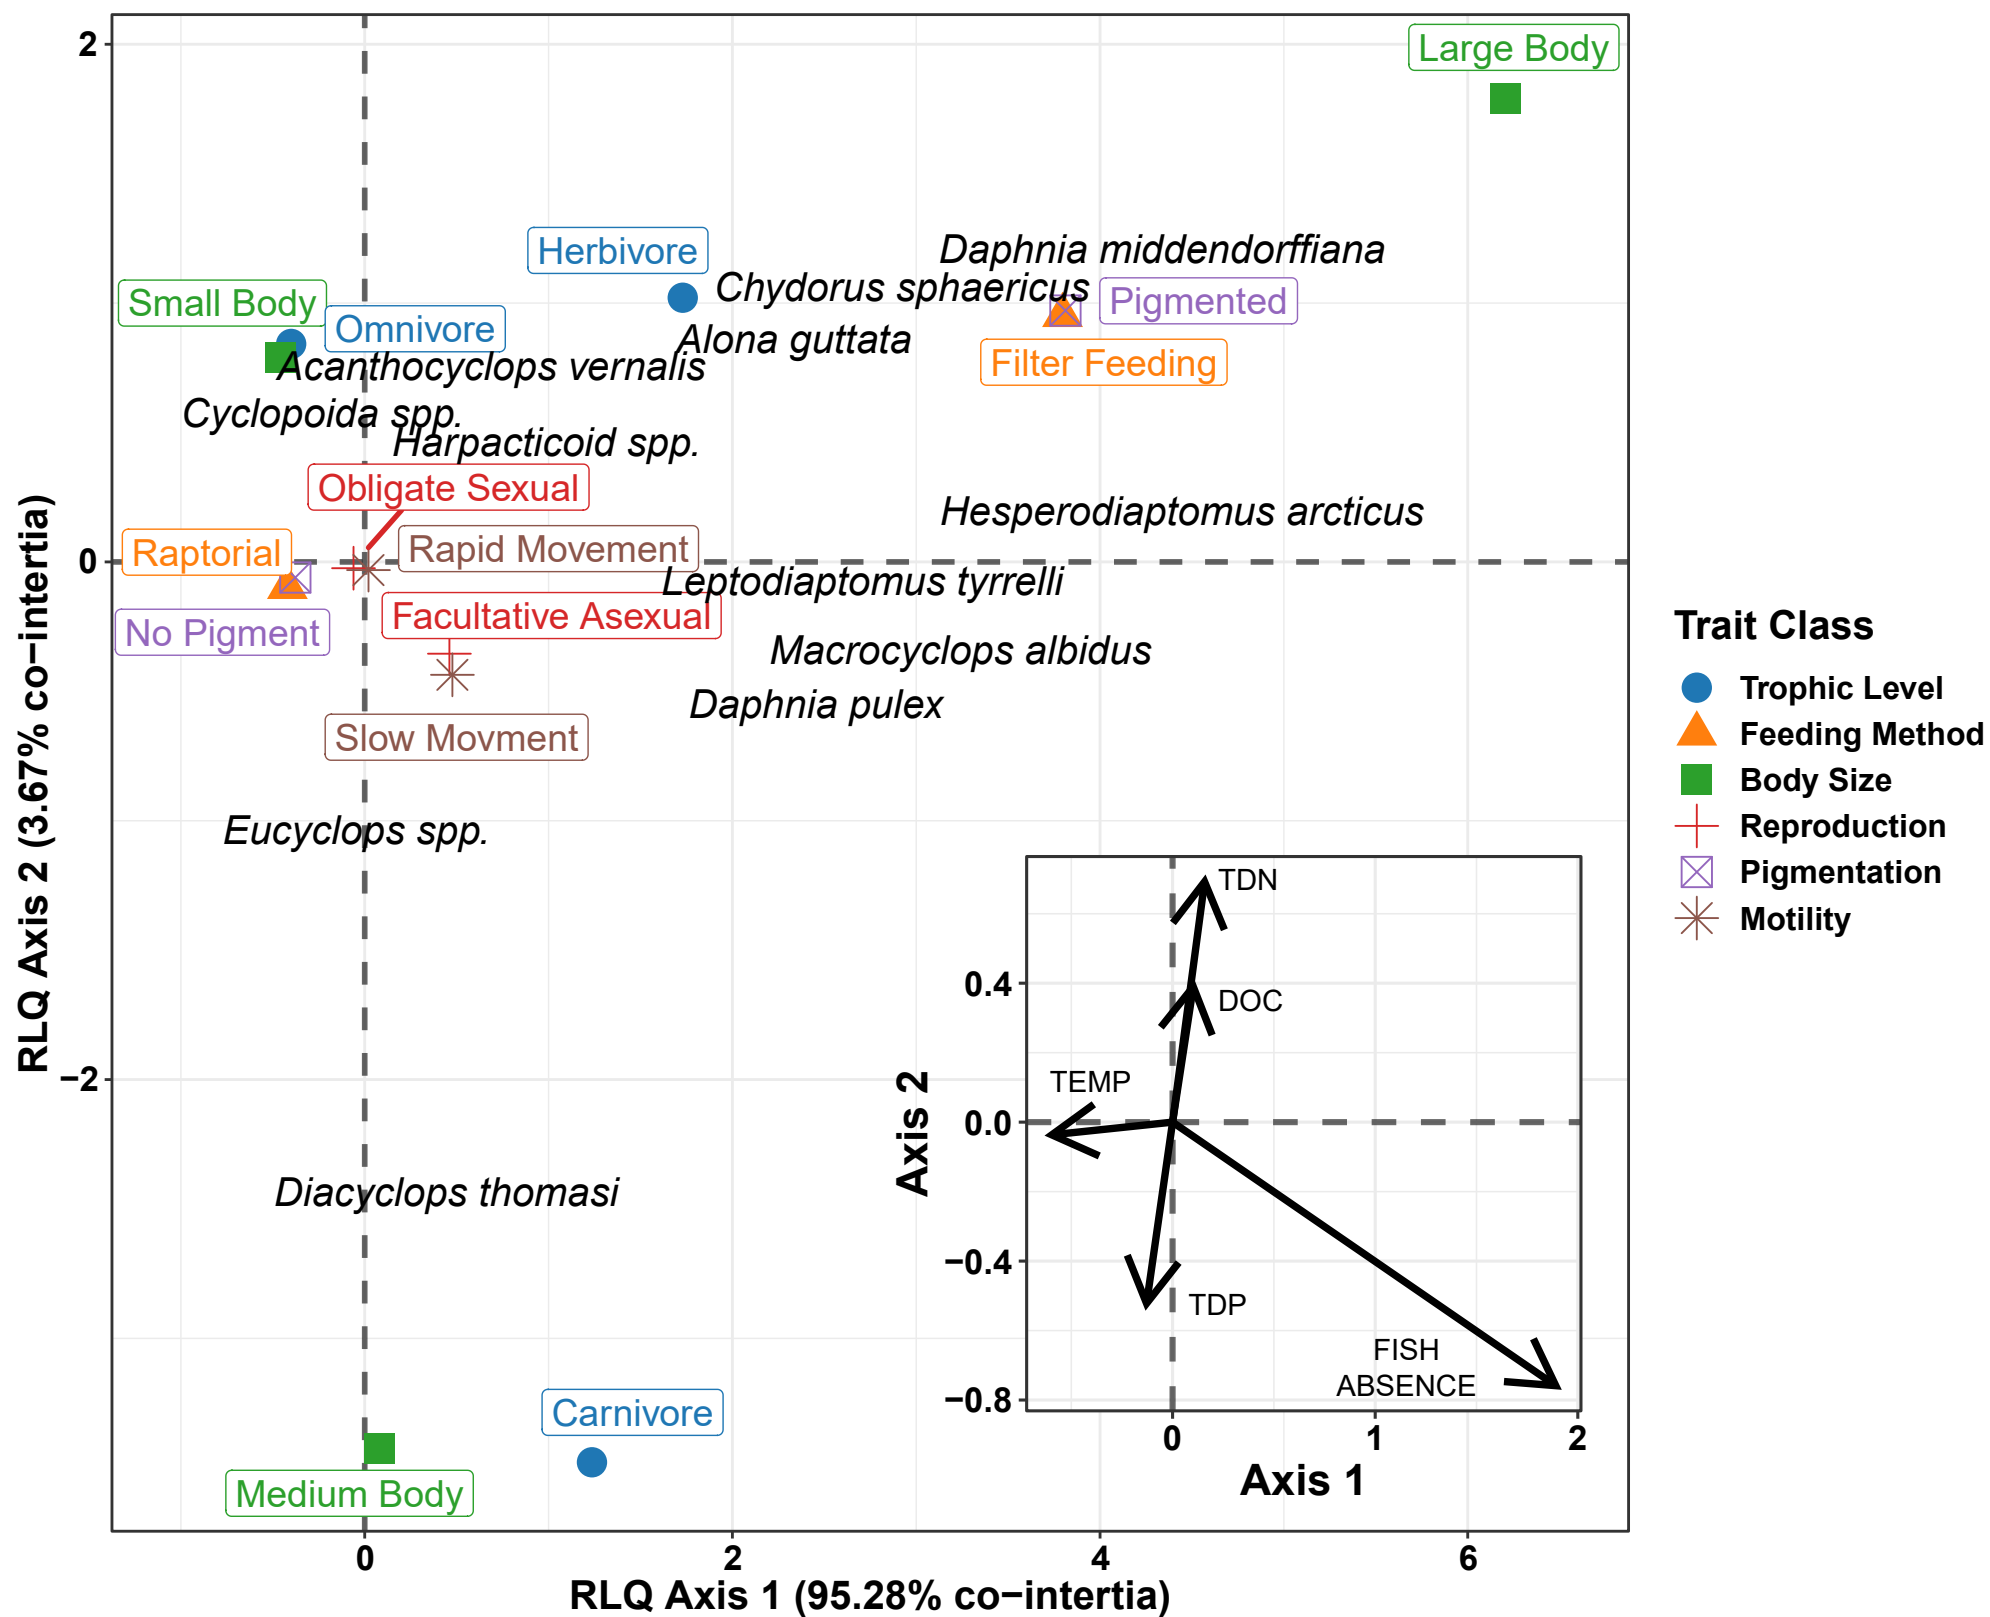 2
Large Body
Herbivore
Daphnia middendorffiana
Chydorus sphaericus
Pigmented
Small Body
Omnivore
Alona guttata
Filter Feeding
Acanthocyclops vernalis
Cyclopoida spp.
Harpacticoid spp.
Obligate Sexual
Hesperodiaptomus arcticus
0
Raptorial
Rapid Movement
Leptodiaptomus tyrrelli
Facultative Asexual
No Pigment
Macrocyclops albidus
Daphnia pulex
Slow Movment
Eucyclops spp.
−2
Diacyclops thomasi
Carnivore
Medium Body
0
2
4
6
RLQ Axis 1 (95.28% co−inertia)
RLQ Axis 2 (3.67% co−inertia)
TDN
DOC
TEMP
TDP
FISH
ABSENCE
0.4
0.0
−0.4
−0.8
0
1
2
Axis 1
Axis 2
Trait Class
Trophic Level
Feeding Method
Body Size
Reproduction
Pigmentation
Motility